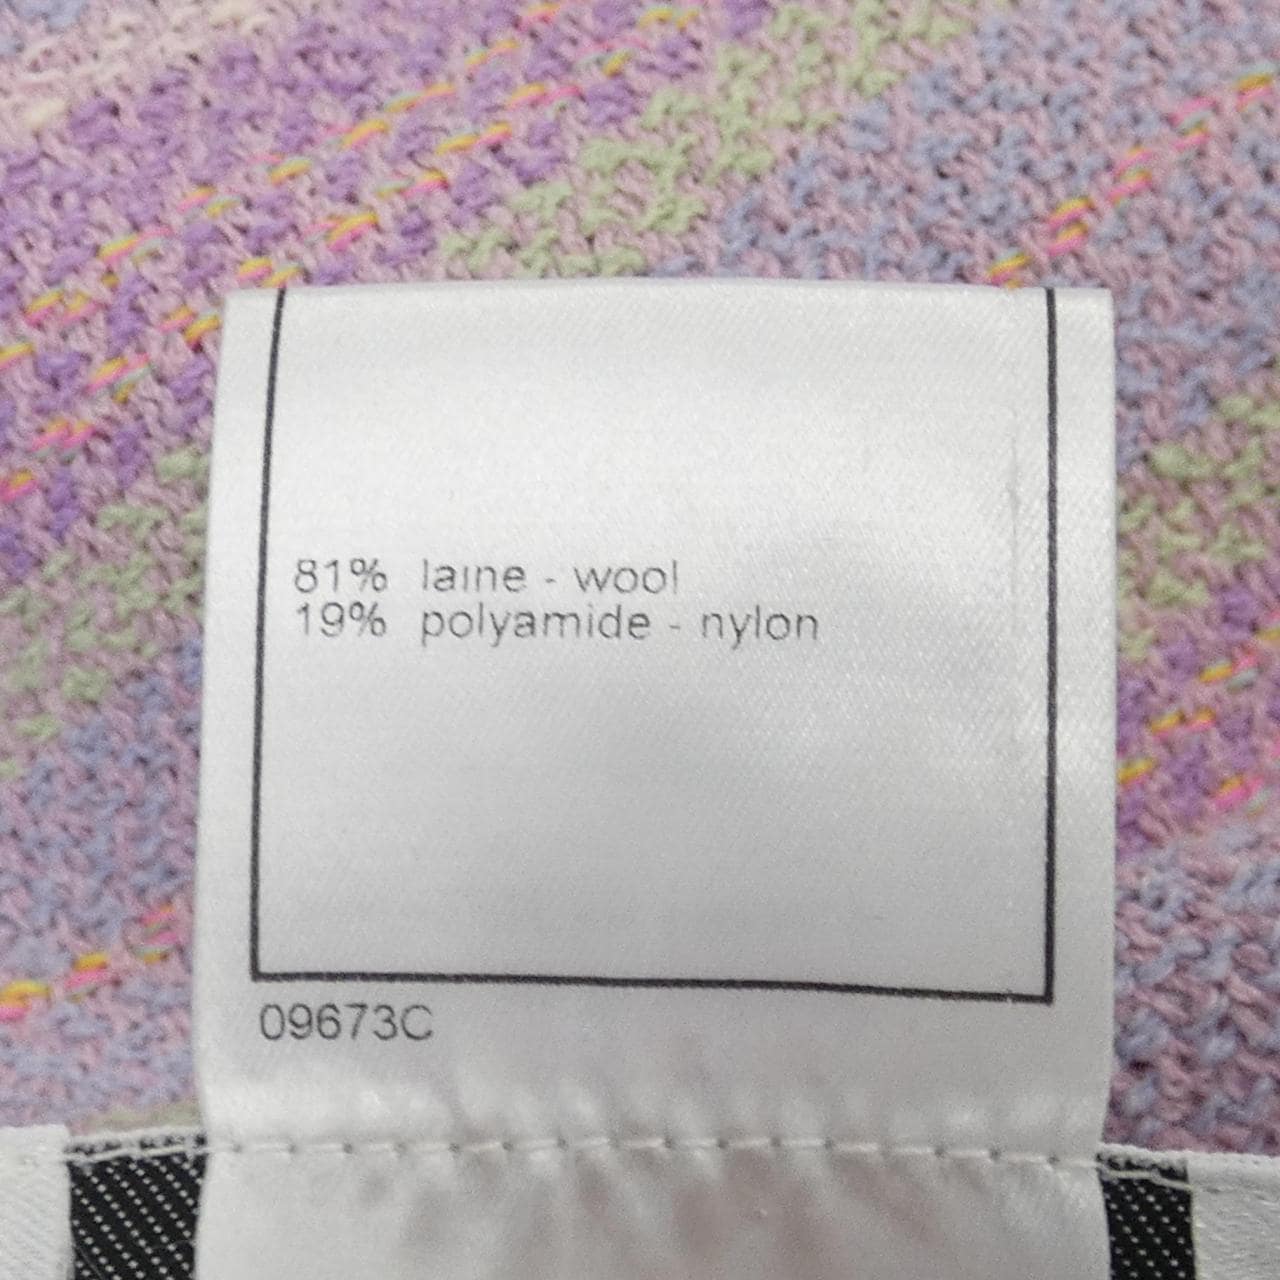 81% laine - wool
19% polyamide - nylon
09673C